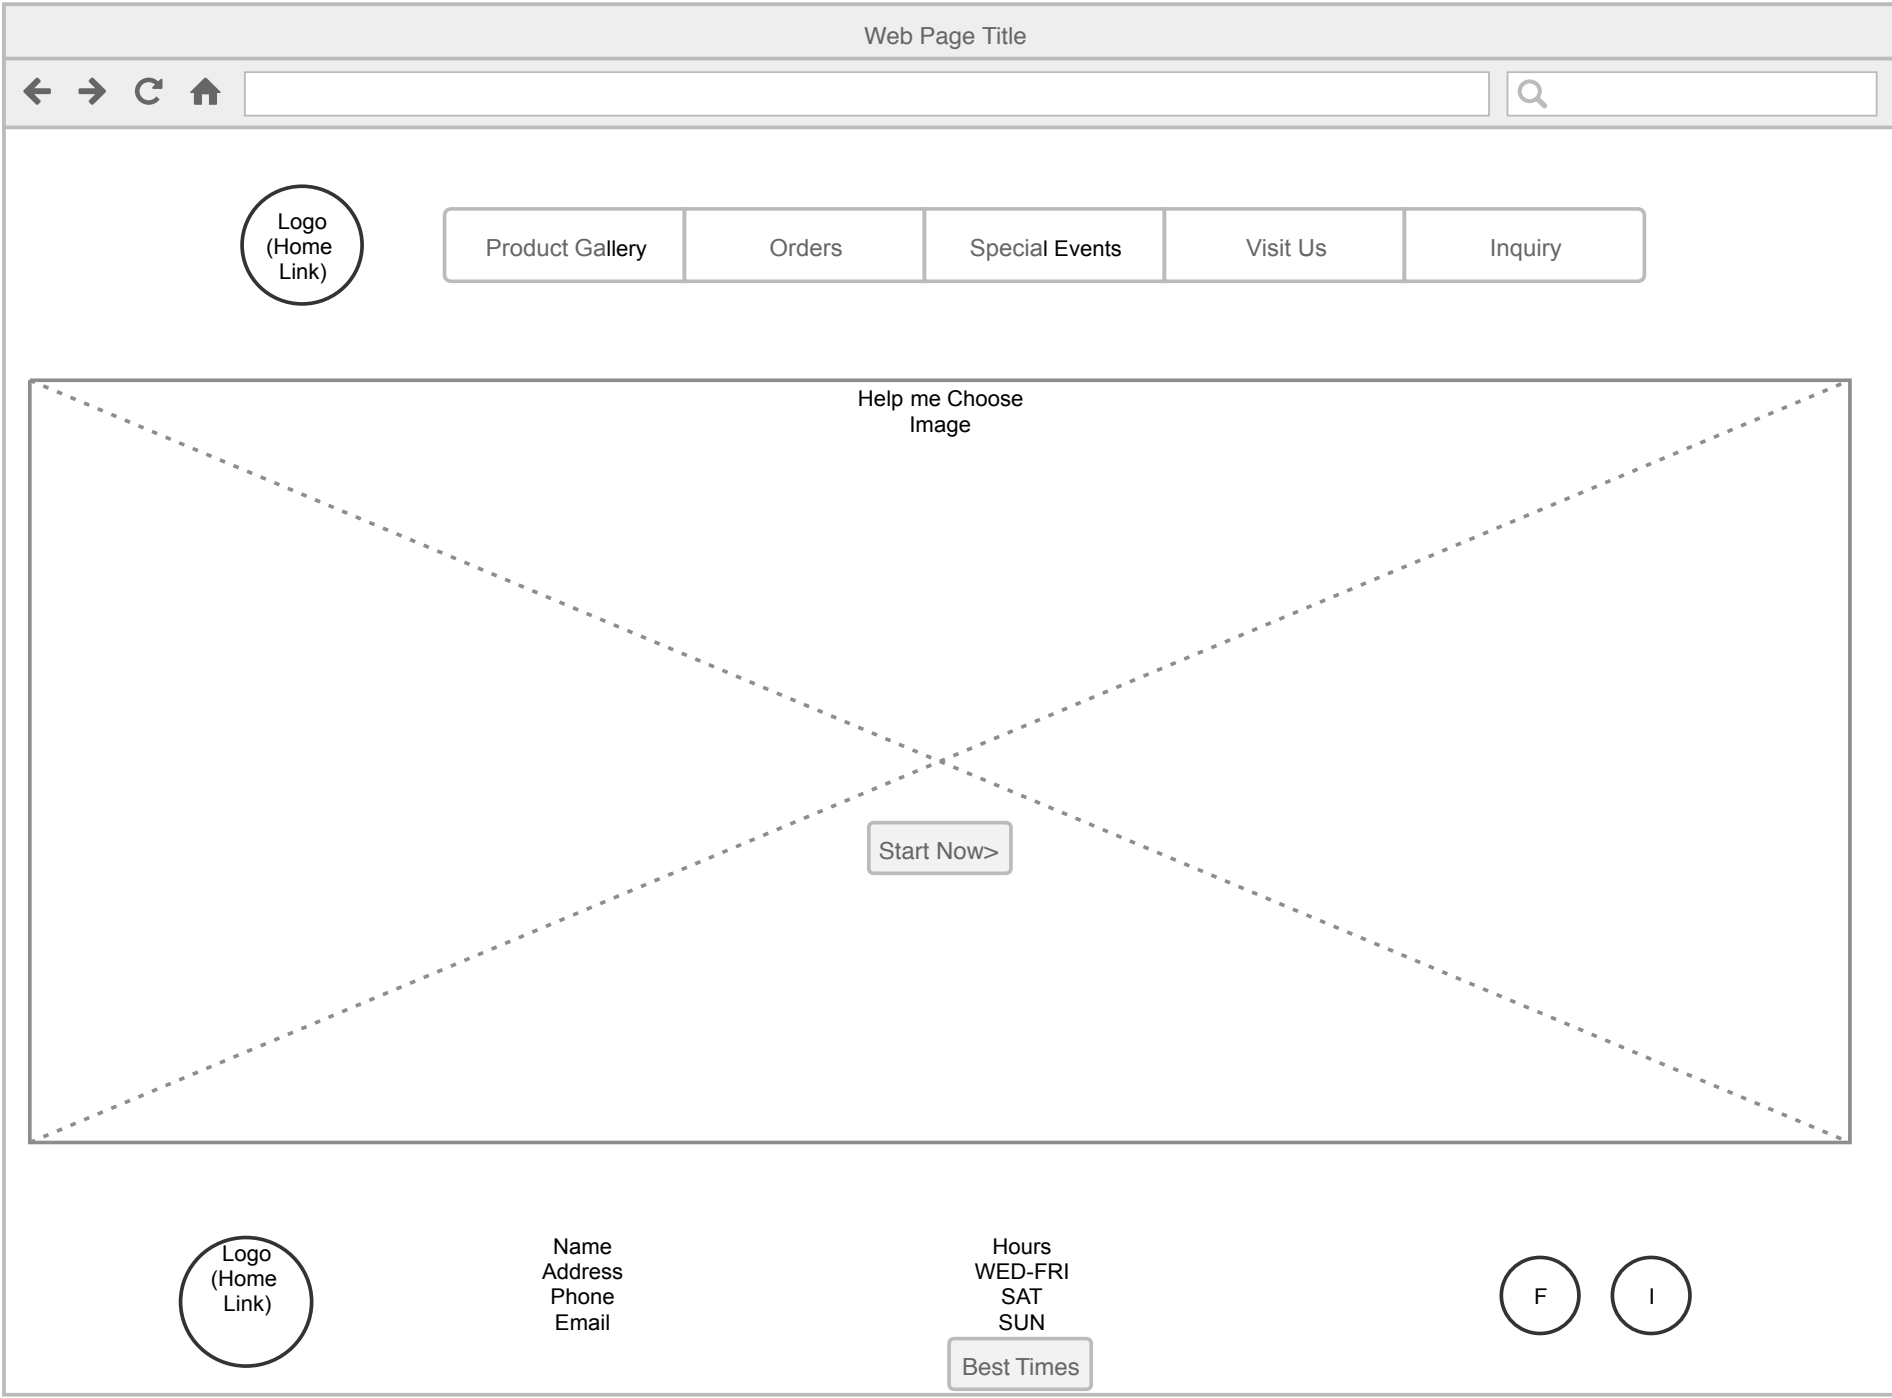 Web Page Title
Logo
(Home
Link)
Product Gallery
Orders
Special Events
Visit Us
Inquiry
Help me Choose
Image
Start Now>
Logo
(Home
Link)
Name
Address
Phone
Email
Hours
WED-FRI
SAT
SUN
Best Times
F
I